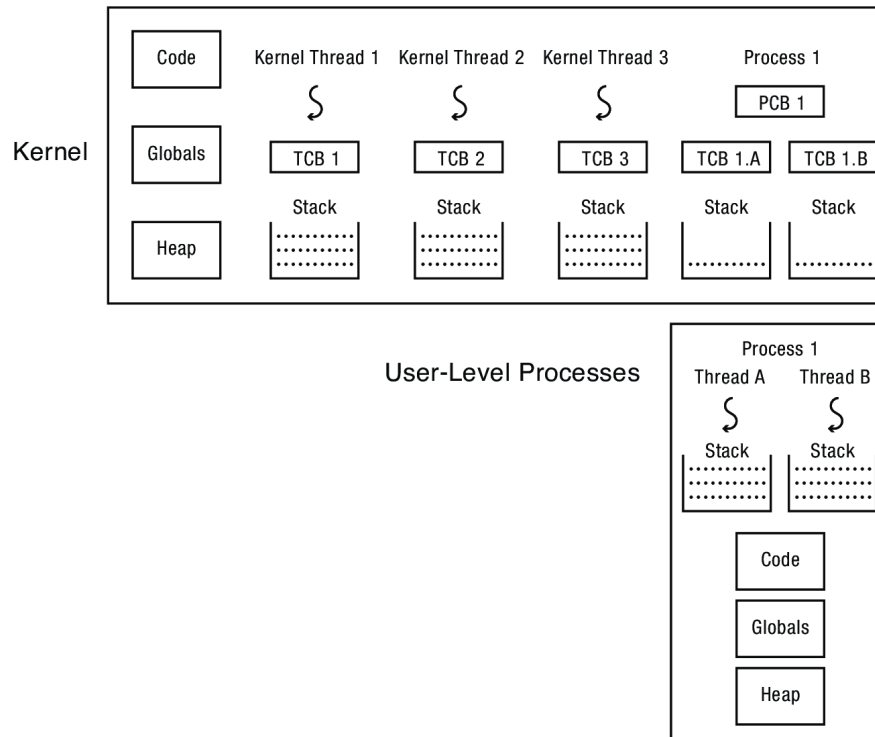 Code
Kernel Thread 1 Kernel Thread 2 Kernel Thread 3 Process 1
PCB 1
Kernel
Globals
TCB 1 TCB 2 TCB 3 TCB 1.A TCB 1.B
Stack Stack Stack Stack Stack
Heap
User-Level Processes
Process 1
Thread A Thread B
Stack Stack
Code
Globals
Heap